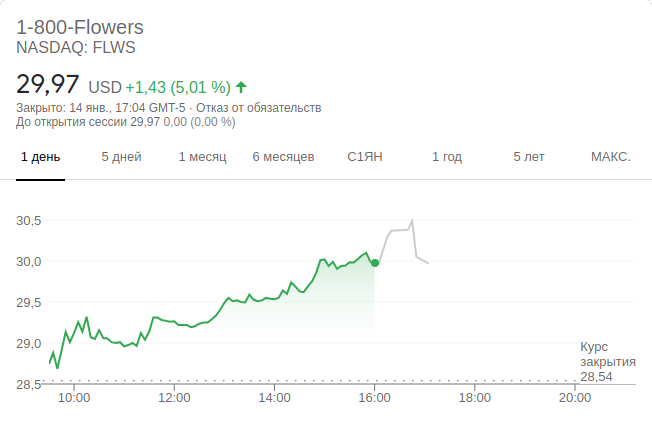 1-800-Flowers
NASDAQ: FLWS
29,97 USD +1,43 (5,01 %)
Закрыто: 14 янв., 17:04 GMT-5 · Отказ от обязательств
До открытия сессии 29,97 0,00 (0,00 %)
1 день 5 дней 1 месяц 6 месяцев С1ЯН 1 год 5 лет МАКС.
30,5
30,0
29,5
29,0
28,5
Курс
закрытия
28,54
10:00 12:00 14:00 16:00 18:00 20:00